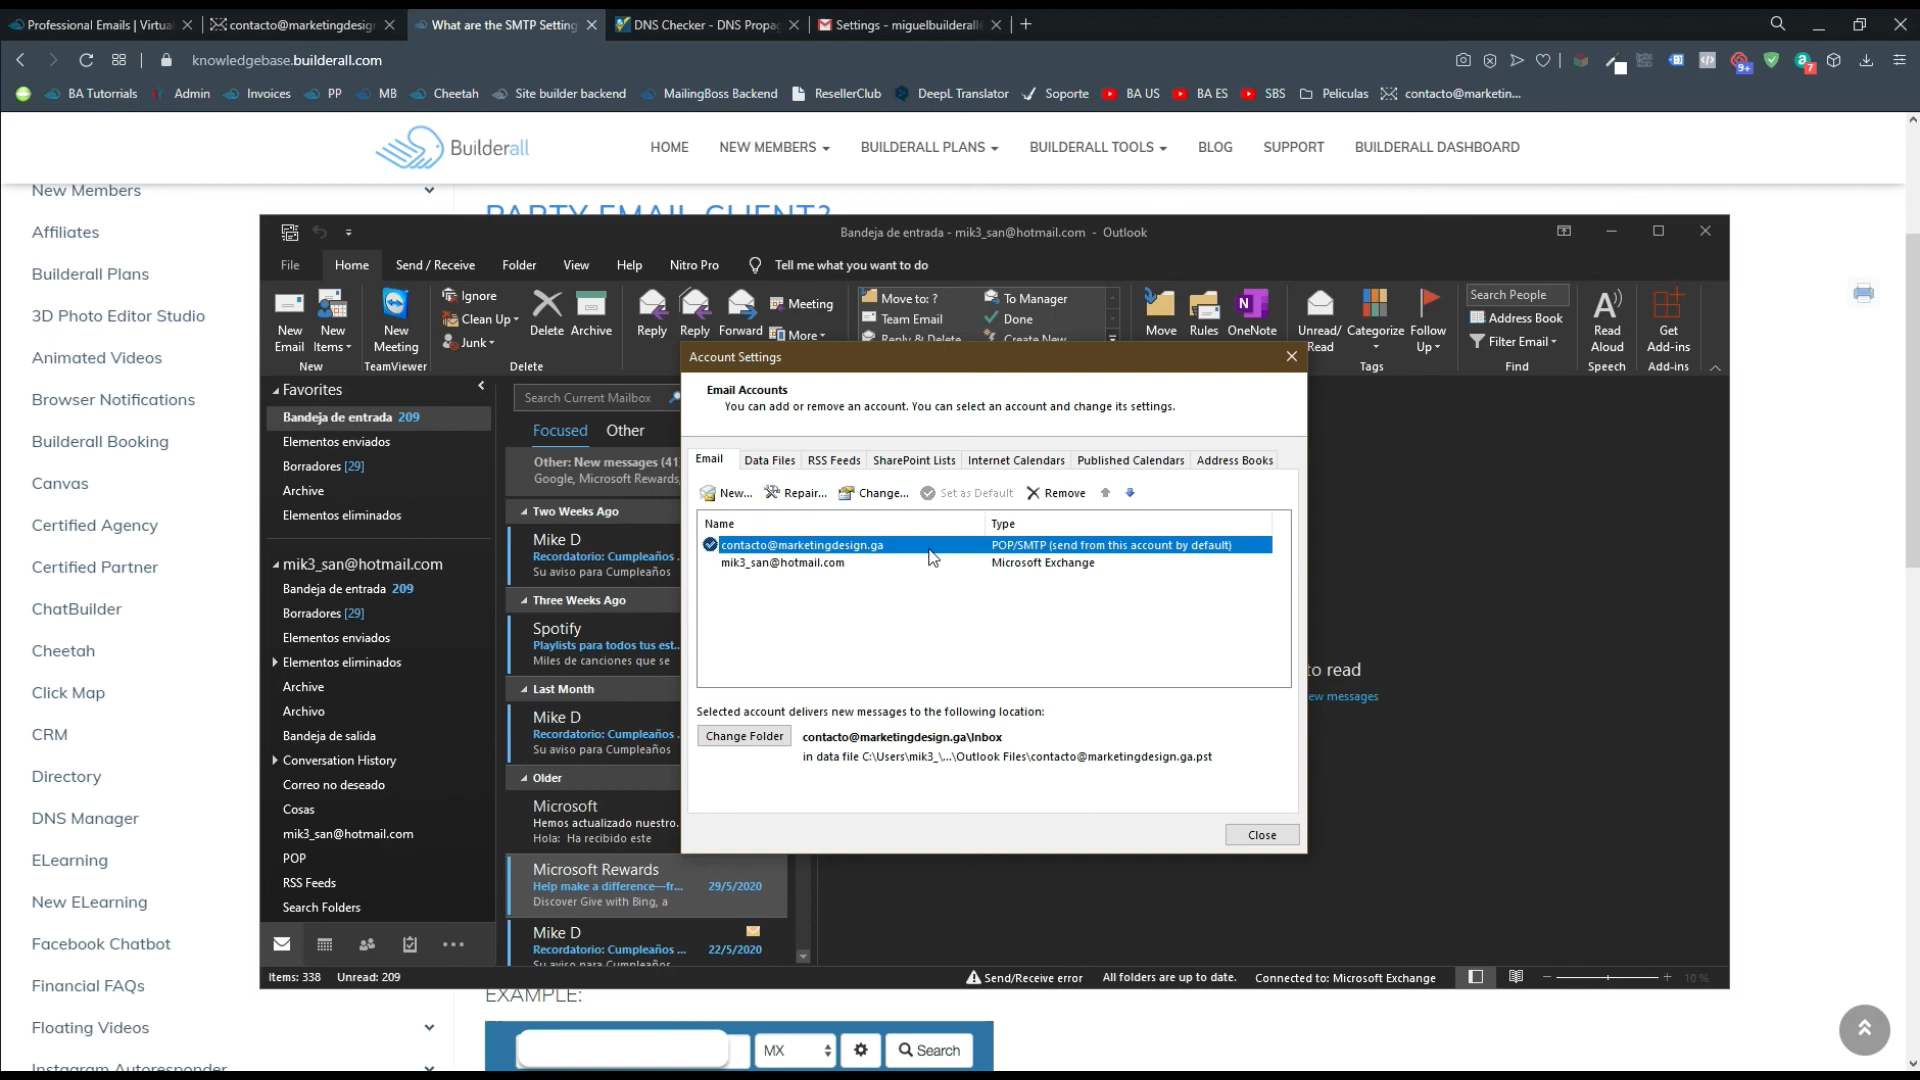 Professional Emails | Virtua
contacto@marketingdesig
What are the SMTP Setting
DNS Checker - DNS Propag
Settings - miguelbuilderall
knowledgebase.builderall.com
9+
7
BA Tutorrials
Admin
Invoices
PP
MB
Cheetah
Site builder backend
MailingBoss Backend
ResellerClub
DeepL Translator
Soporte
BA US
BA ES
SBS
Peliculas
contacto@marketin...
Builderall
HOME
NEW MEMBERS
BUILDERALL PLANS
BUILDERALL TOOLS
BLOG
SUPPORT
BUILDERALL DASHBOARD
New Members
Affiliates
Builderall Plans
3D Photo Editor Studio
Animated Videos
Browser Notifications
Builderall Booking
Canvas
Certified Agency
Certified Partner
ChatBuilder
Cheetah
Click Map
CRM
Directory
DNS Manager
ELearning
New ELearning
Facebook Chatbot
Financial FAQs
Floating Videos
Instagram Autoresponder
PARTY EMAIL CLIENT?
Bandeja de entrada - mik3_san@hotmail.com - Outlook
File
Home
Send / Receive
Folder
View
Help
Nitro Pro
Tell me what you want to do
New Email
New Items
New
New Meeting
TeamViewer
Ignore
Clean Up
Junk
Delete
Archive
Delete
Reply
Reply
Forward
Meeting
More
Move to: ?
Team Email
Reply & Delete
To Manager
Done
Create New
Move
Rules
OneNote
Unread/ Read
Categorize
Follow Up
Tags
Search People
Address Book
Filter Email
Find
Read Aloud
Speech
Get Add-ins
Add-ins
Favorites
Bandeja de entrada 209
Elementos enviados
Borradores [29]
Archive
Elementos eliminados
mik3_san@hotmail.com
Bandeja de entrada 209
Borradores [29]
Elementos enviados
Elementos eliminados
Archive
Archivo
Bandeja de salida
Conversation History
Correo no deseado
Cosas
mik3_san@hotmail.com
POP
RSS Feeds
Search Folders
Search Current Mailbox
Focused
Other
Other: New messages (41)
Google, Microsoft Rewards,
Two Weeks Ago
Mike D
Recordatorio: Cumpleaños .
Su aviso para Cumpleaños
Three Weeks Ago
Spotify
Playlists para todos tus est..
Miles de canciones que se
Last Month
Mike D
Recordatorio: Cumpleaños .
Su aviso para Cumpleaños
Older
Microsoft
Hemos actualizado nuestro.
Hola: Ha recibido este
Microsoft Rewards
Help make a difference—fr... 29/5/2020
Discover Give with Bing, a
Mike D
Recordatorio: Cumpleaños ... 22/5/2020
Su aviso para Cumpleaños
to read
ew messages
Account Settings
Email Accounts
You can add or remove an account. You can select an account and change its settings.
Email
Data Files
RSS Feeds
SharePoint Lists
Internet Calendars
Published Calendars
Address Books
New...
Repair...
Change...
Set as Default
Remove
Name Type
contacto@marketingdesign.ga POP/SMTP (send from this account by default)
mik3_san@hotmail.com Microsoft Exchange
Selected account delivers new messages to the following location:
Change Folder
contacto@marketingdesign.ga\Inbox
in data file C:\Users\mik3_\...\Outlook Files\contacto@marketingdesign.ga.pst
Close
Items: 338
Unread: 209
Send/Receive error
All folders are up to date.
Connected to: Microsoft Exchange
10 %
EXAMPLE:
MX
Search